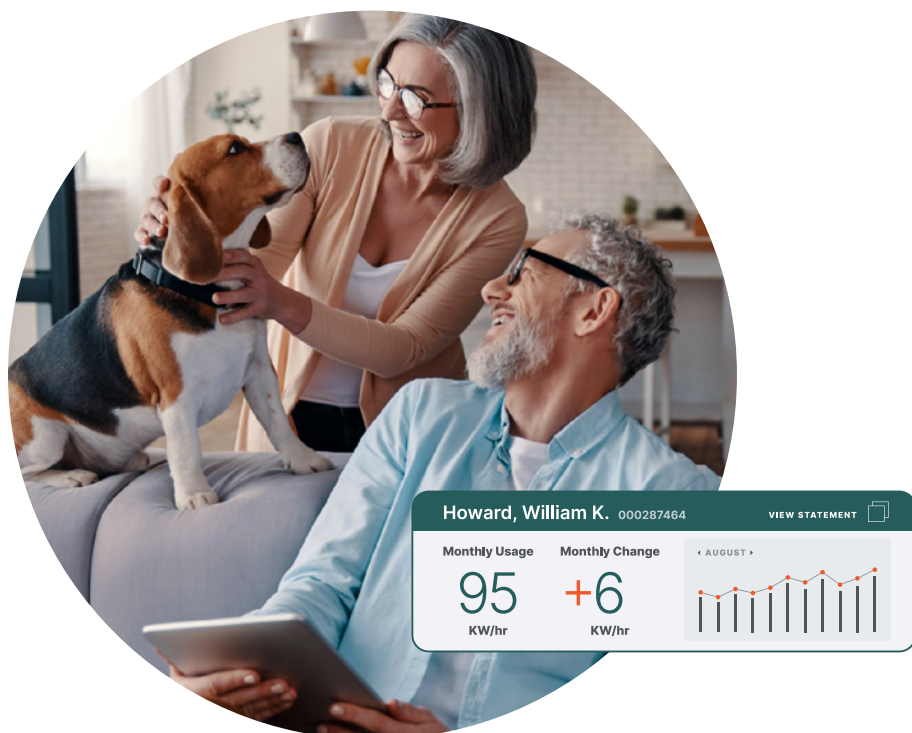 Howard, William K. 000287464 VIEW STATEMENT
Monthly Usage Monthly Change
AUGUST
95 +6
KW/hr KW/hr